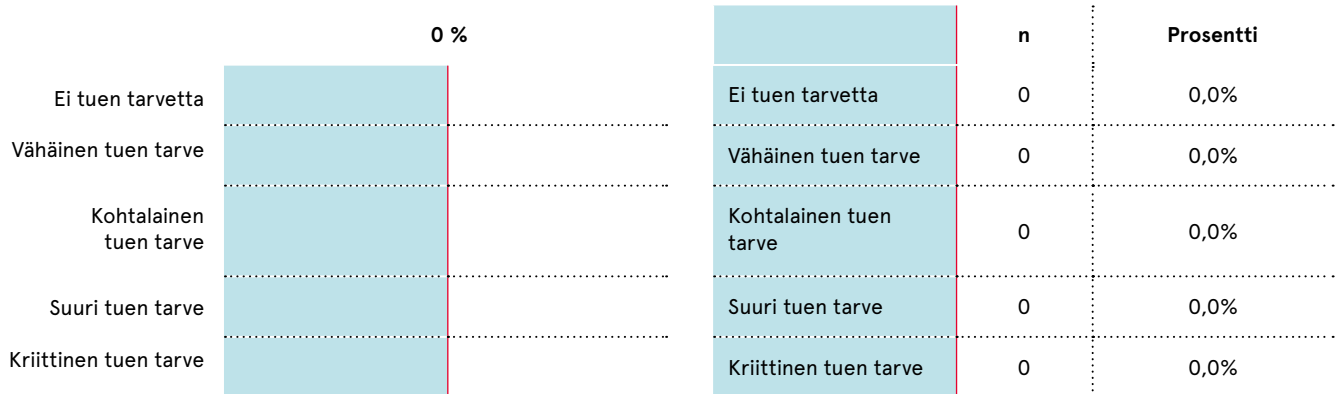 0 %
Ei tuen tarvetta
Vähäinen tuen tarve
Kohtalainen
tuen tarve
Suuri tuen tarve
Kriittinen tuen tarve
n Prosentti
Ei tuen tarvetta 0 0,0%
Vähäinen tuen tarve 0 0,0%
Kohtalainen tuen
tarve 0 0,0%
Suuri tuen tarve 0 0,0%
Kriittinen tuen tarve 0 0,0%